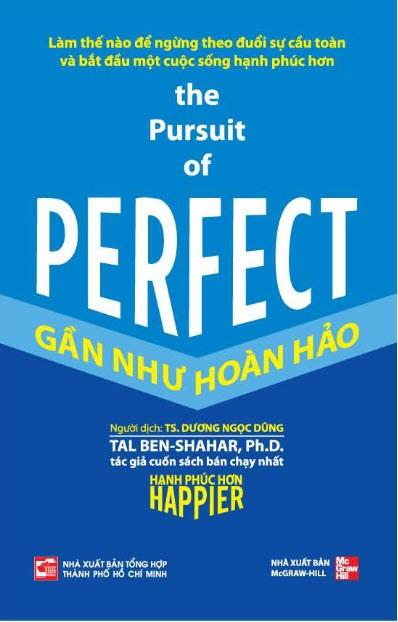 Làm thế nào để ngừng theo đuổi sự cầu toàn
và bắt đầu một cuộc sống hạnh phúc hơn
the
Pursuit
of
PERFECT
GẦN NHƯ HOÀN HẢO
Người dịch: TS. DƯƠNG NGỌC DŨNG
TAL BEN-SHAHAR, Ph.D.
tác giả cuốn sách bán chạy nhất
HẠNH PHÚC HƠN
HAPPIER
NHÀ XUẤT BẢN TỔNG HỢP
THÀNH PHỐ HỒ CHÍ MINH
NHÀ XUẤT BẢN
McGRAW-HILL
Mc
Graw
Hill